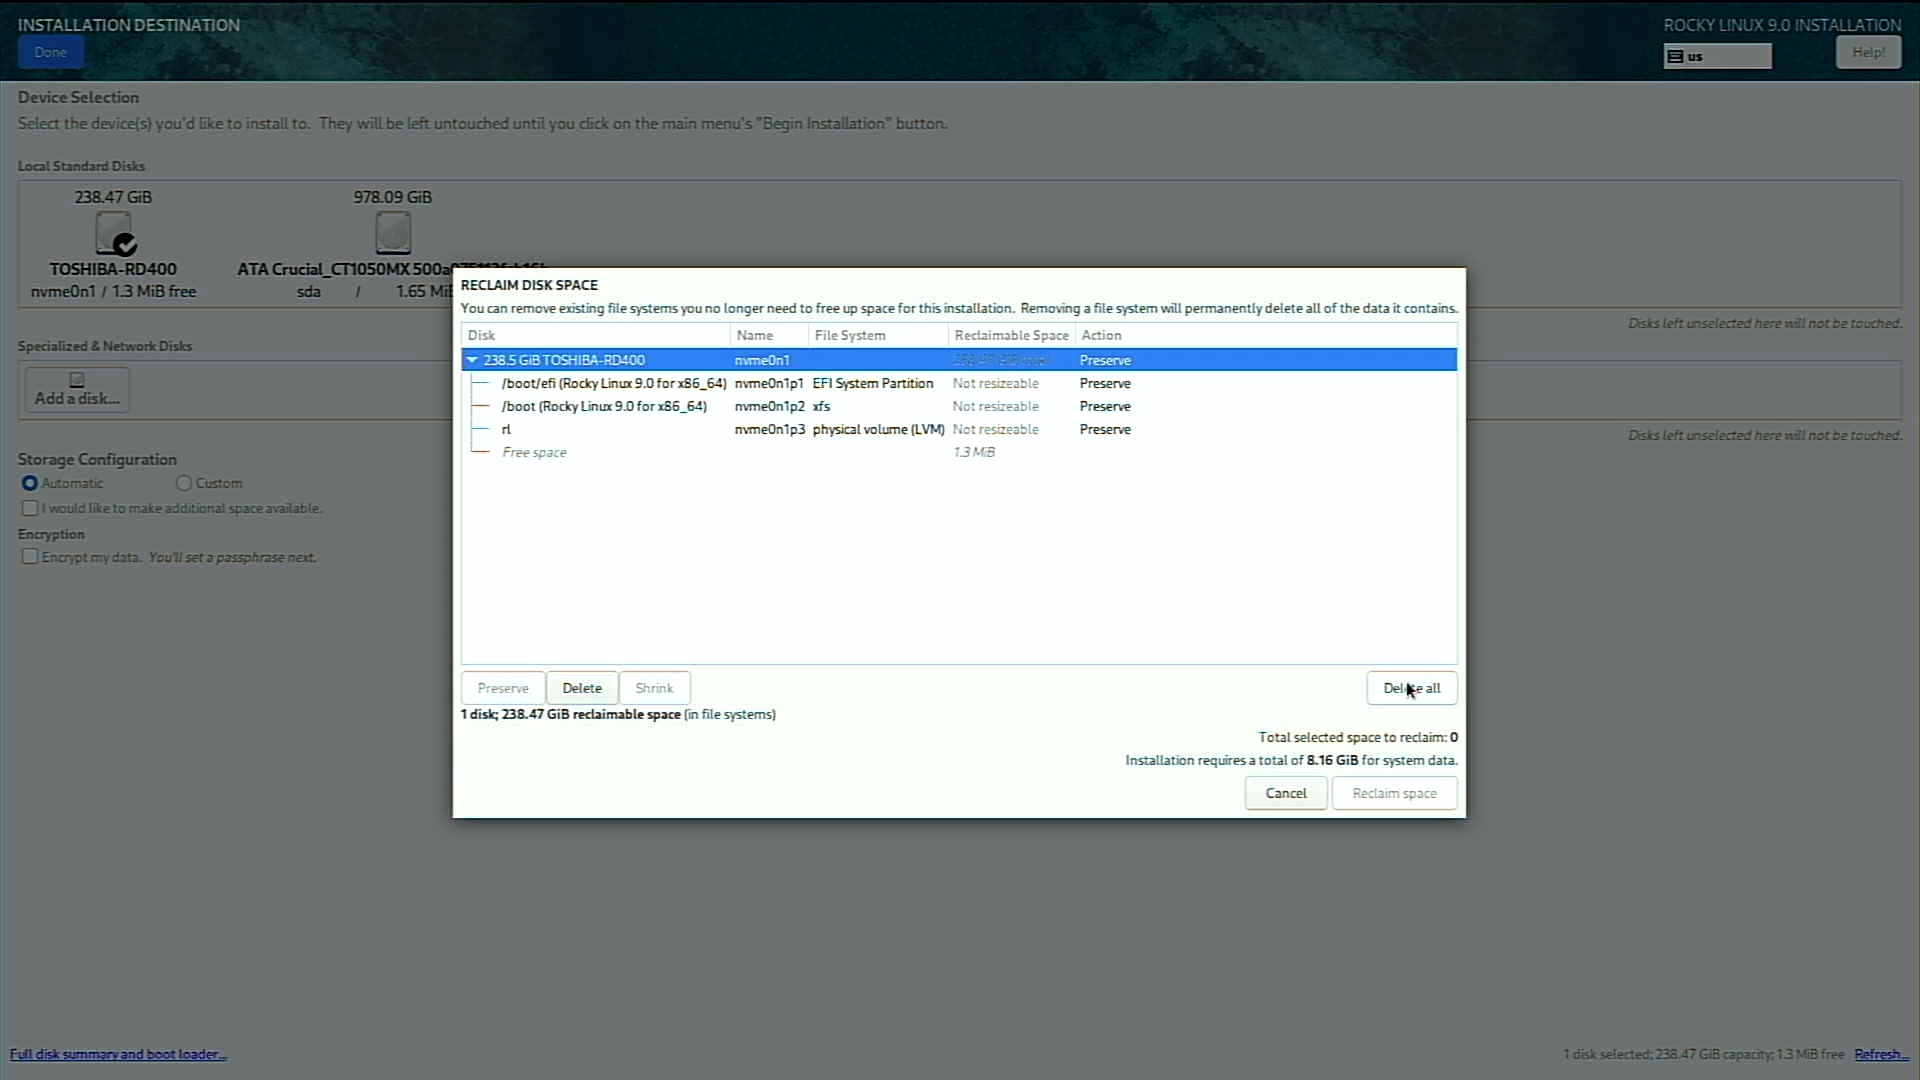 INSTALLATION DESTINATION
ROCKY LINUX 9.0 INSTALLATION
Done
us
Help!
Device Selection
Select the device(s) you'd like to install to. They will be left untouched until you click on the main menu's "Begin Installation" button.
Local Standard Disks
238.47 GiB
978.09 GiB
TOSHIBA-RD400
ATA Crucial_CT1050MX
nvme0n1 / 1.3 MiB free
sda / 1.65
Disks left unselected here will not be touched.
Specialized & Network Disks
Add a disk...
Disks left unselected here will not be touched.
Storage Configuration
Automatic
Custom
I would like to make additional space available.
Encryption
Encrypt my data. You'll set a passphrase next.
RECLAIM DISK SPACE
You can remove existing file systems you no longer need to free up space for this installation. Removing a file system will permanently delete all of the data it contains.
Disk Name File System Reclaimable Space Action
238.5 GiB TOSHIBA-RD400 nvme0n1 Preserve
/boot/efi (Rocky Linux 9.0 for x86_64) nvme0n1p1 EFI System Partition Not resizeable Preserve
/boot (Rocky Linux 9.0 for x86_64) nvme0n1p2 xfs Not resizeable Preserve
rl nvme0n1p3 physical volume (LVM) Not resizeable Preserve
Free space 1.3 MiB
Preserve Delete Shrink
Delete all
1 disk; 238.47 GiB reclaimable space (in file systems)
Total selected space to reclaim: 0
Installation requires a total of 8.16 GiB for system data.
Cancel
Reclaim space
Full disk summary and boot loader...
1 disk selected; 238.47 GiB capacity; 1.3 MiB free Refresh...